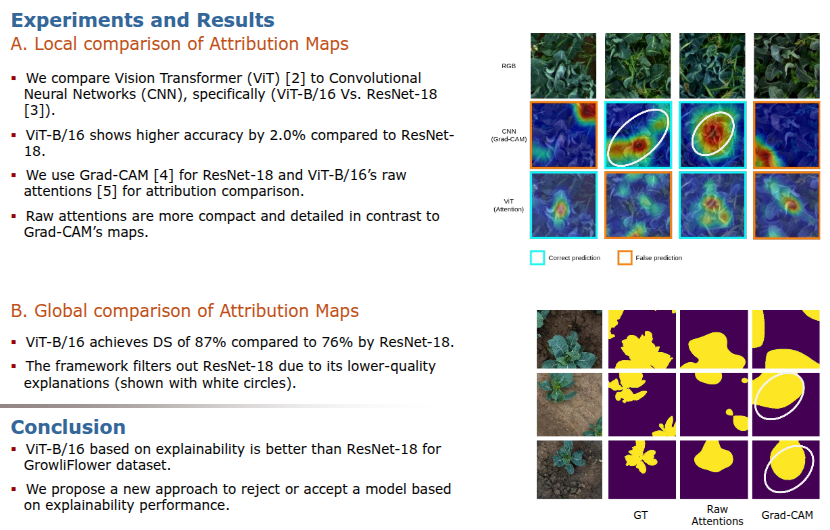 Experiments and Results
A. Local comparison of Attribution Maps
▪ We compare Vision Transformer (ViT) [2] to Convolutional
Neural Networks (CNN), specifically (ViT-B/16 Vs. ResNet-18
[3]).
▪ ViT-B/16 shows higher accuracy by 2.0% compared to ResNet-
18.
▪ We use Grad-CAM [4] for ResNet-18 and ViT-B/16’s raw
attentions [5] for attribution comparison.
▪ Raw attentions are more compact and detailed in contrast to
Grad-CAM’s maps.
RGB
CNN
(Grad-CAM)
ViT
(Attention)
Correct prediction
False prediction
B. Global comparison of Attribution Maps
▪ ViT-B/16 achieves DS of 87% compared to 76% by ResNet-18.
▪ The framework filters out ResNet-18 due to its lower-quality
explanations (shown with white circles).
GT
Raw
Attentions
Grad-CAM
Conclusion
▪ ViT-B/16 based on explainability is better than ResNet-18 for
GrowliFlower dataset.
▪ We propose a new approach to reject or accept a model based
on explainability performance.